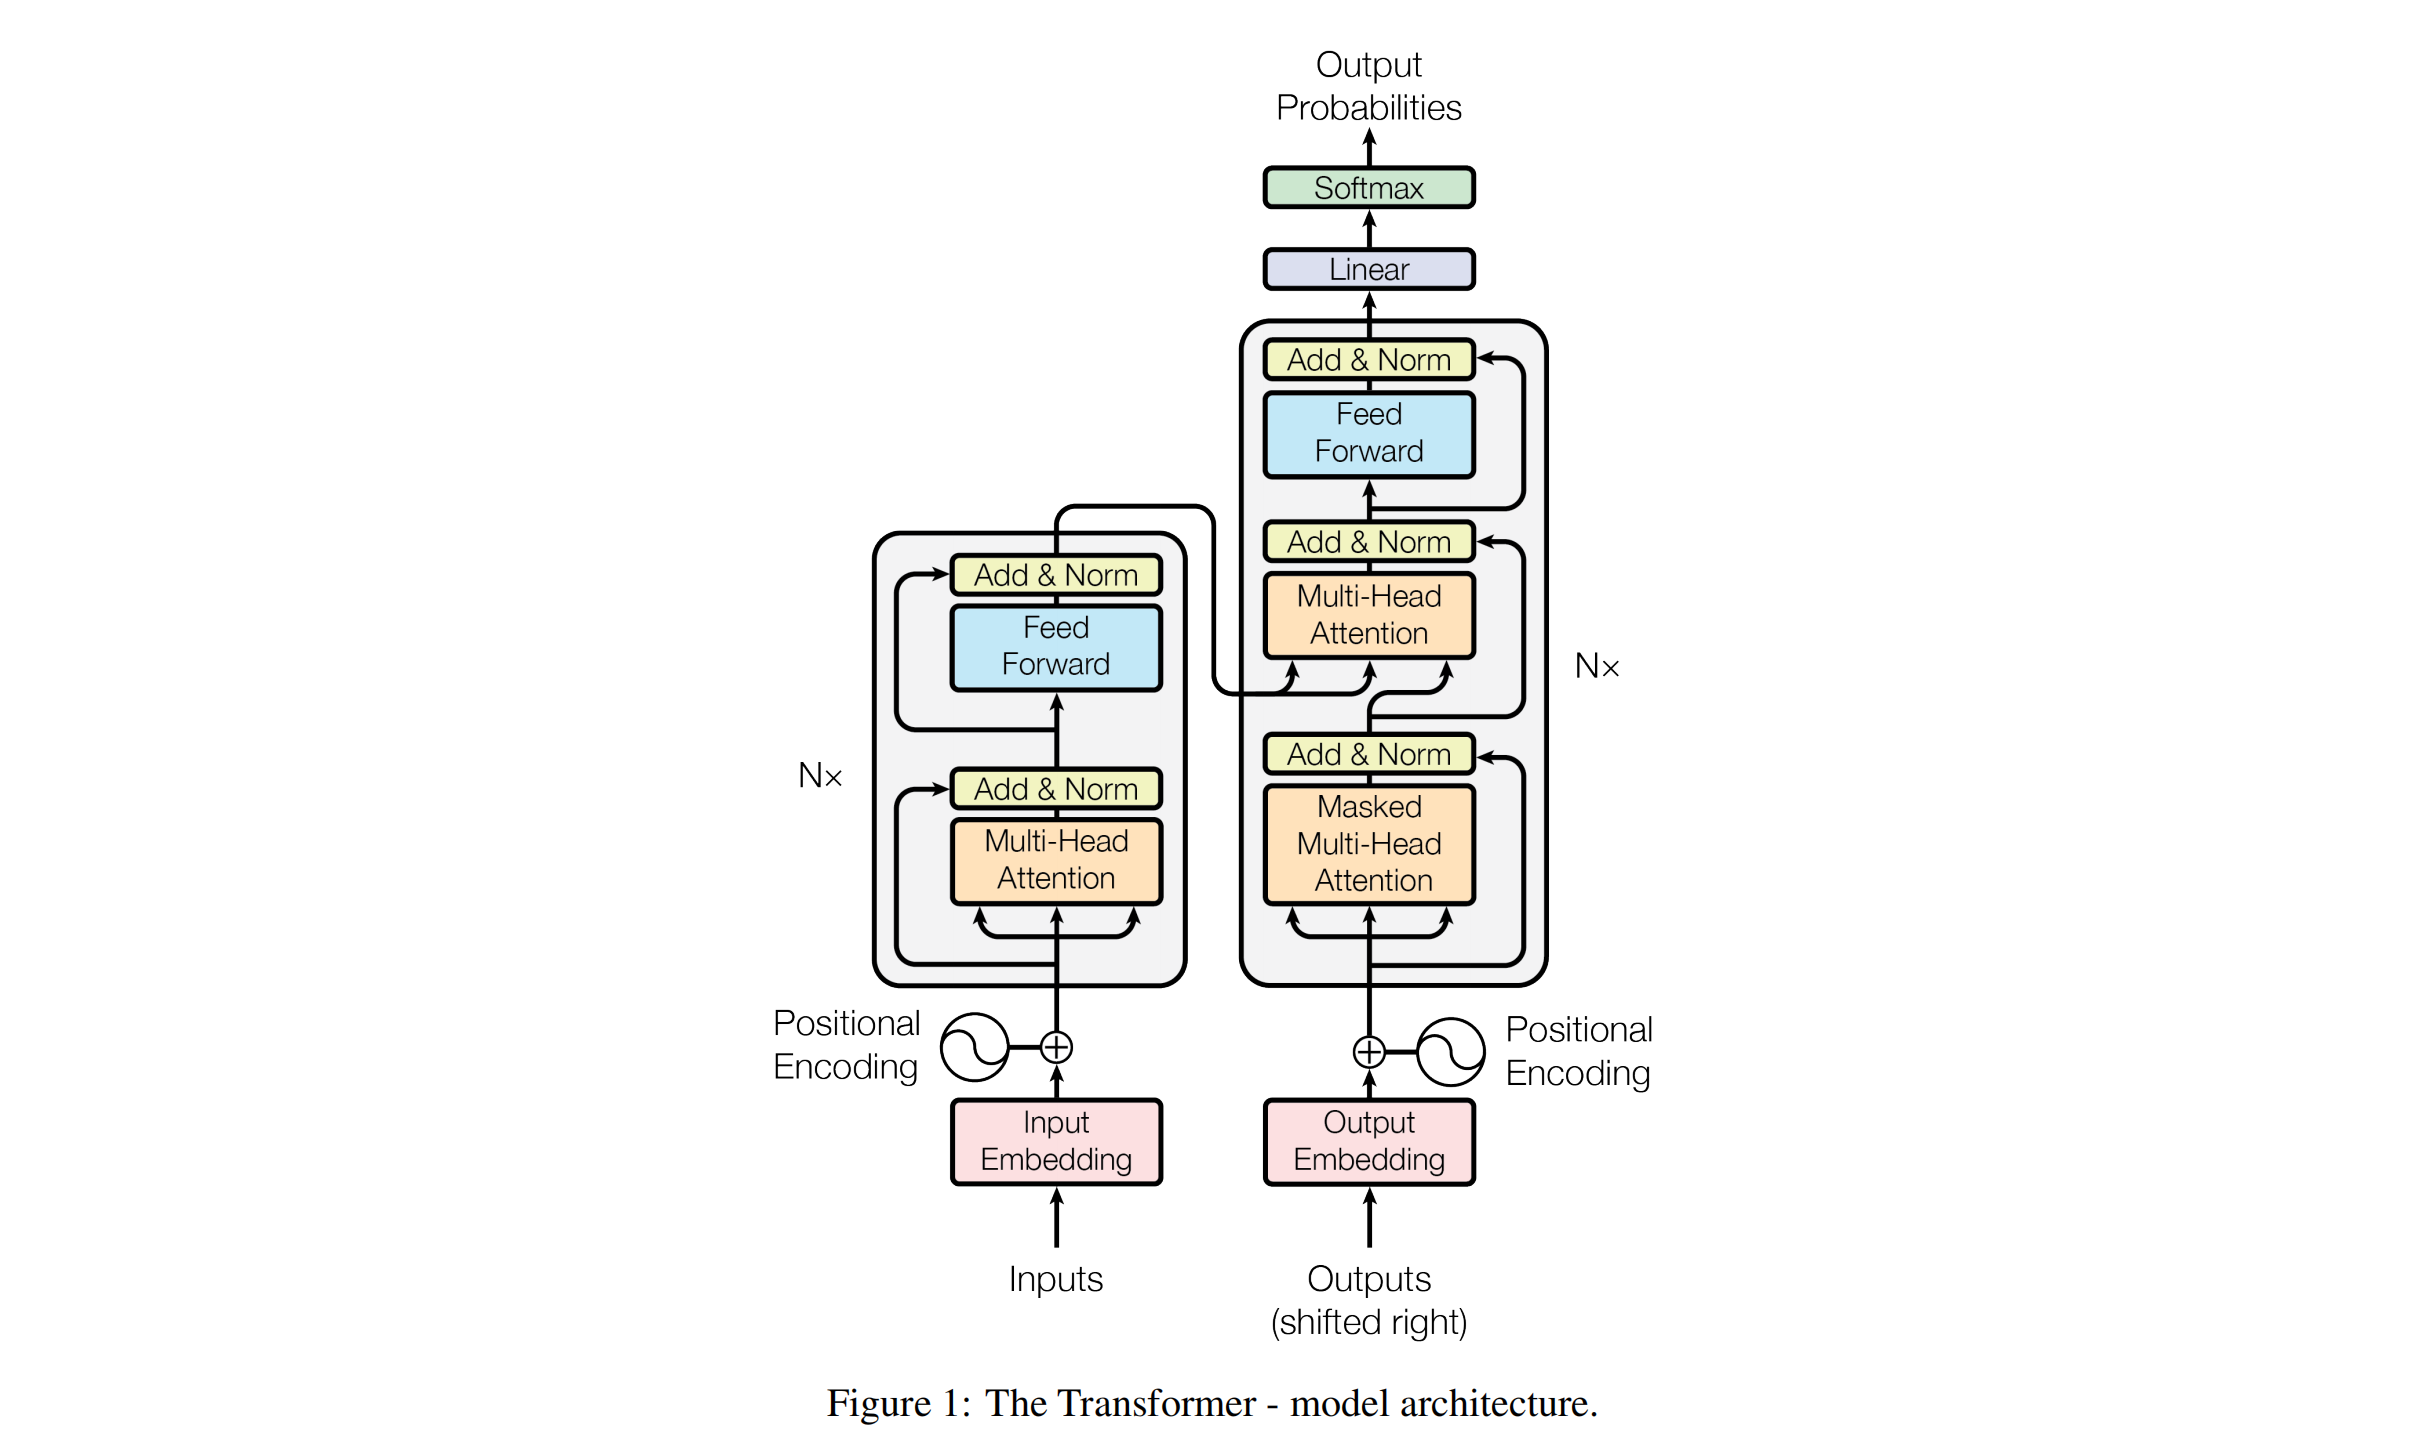 Output
Probabilities
Softmax
Linear
Add & Norm
Feed
Forward
Add & Norm
Multi-Head
Attention
Add & Norm
Masked
Multi-Head
Attention
N×
Add & Norm
Feed
Forward
Add & Norm
Multi-Head
Attention
N×
Positional
Encoding
Positional
Encoding
Input
Embedding
Output
Embedding
Inputs
Outputs
(shifted right)
Figure 1: The Transformer - model architecture.